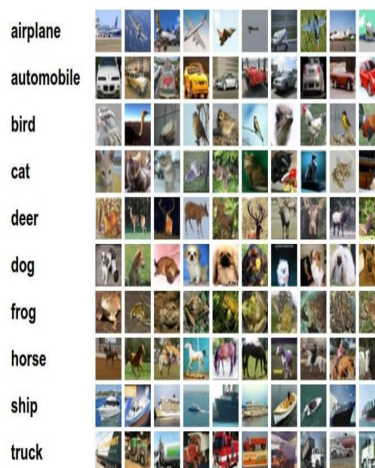 airplane
automobile
bird
cat
deer
dog
frog
horse
ship
truck